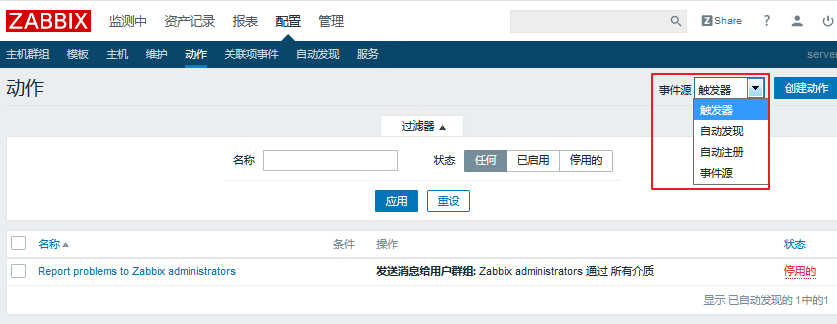 ZABBIX 监测中 资产记录 报表 配置 管理 Z Share ?
主机群组 模板 主机 维护 动作 关联项事件 自动发现 服务 server
动作 事件源 触发器 创建动作
触发器
自动发现
自动注册
事件源
过滤器
名称 状态 任何 已启用 停用的
应用 重设
名称 条件 操作 状态
Report problems to Zabbix administrators 发送消息给用户群组: Zabbix administrators 通过 所有介质 停用的
显示 已自动发现的 1中的1